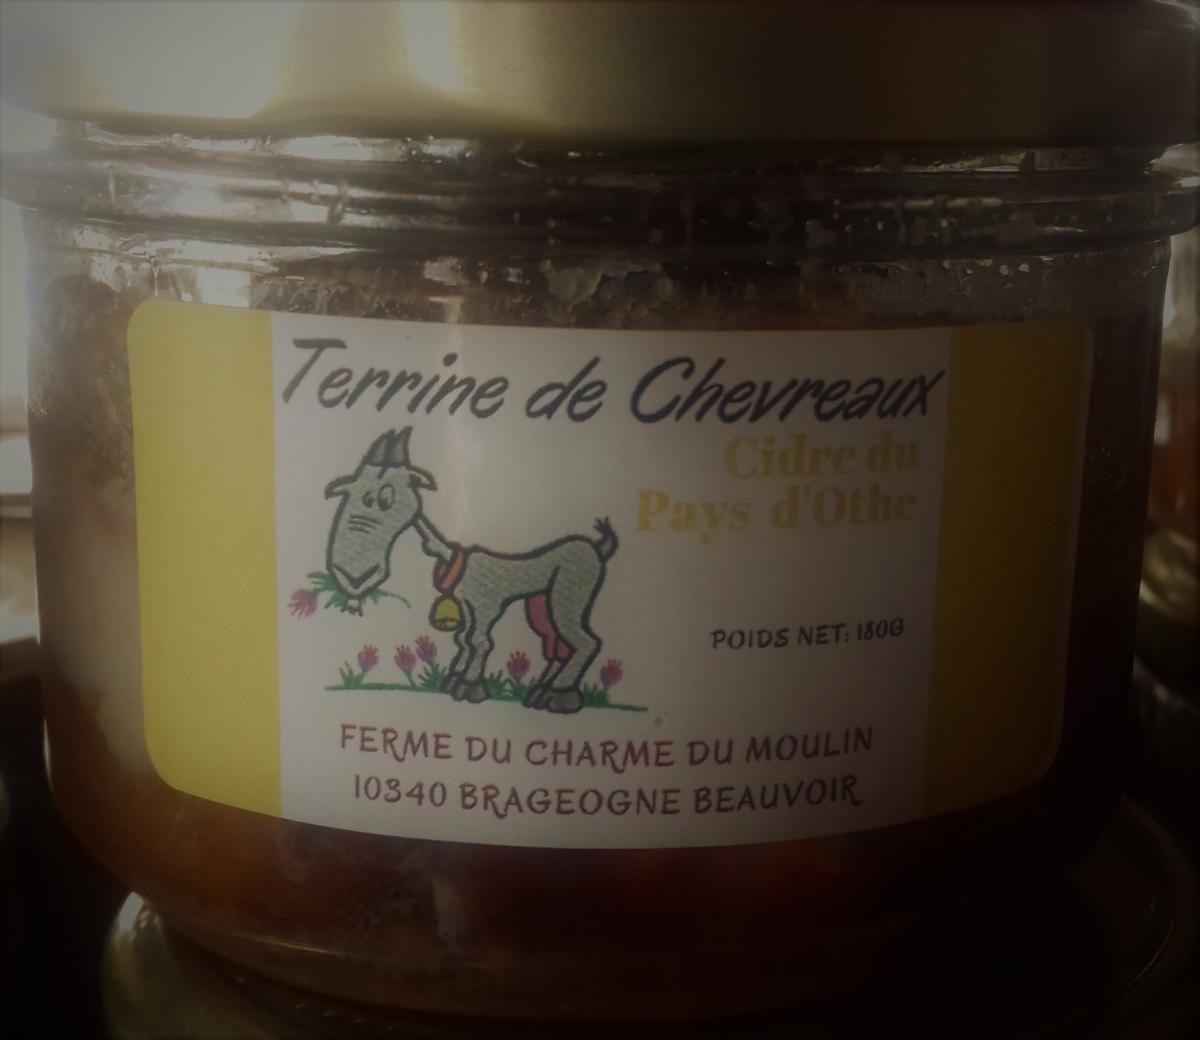 Terrine de Chevreaux
Cidre du
Pays d'Othe
POIDS NET: 180G
FERME DU CHARME DU MOULIN
10340 BRAGEOGNE BEAUVOIR